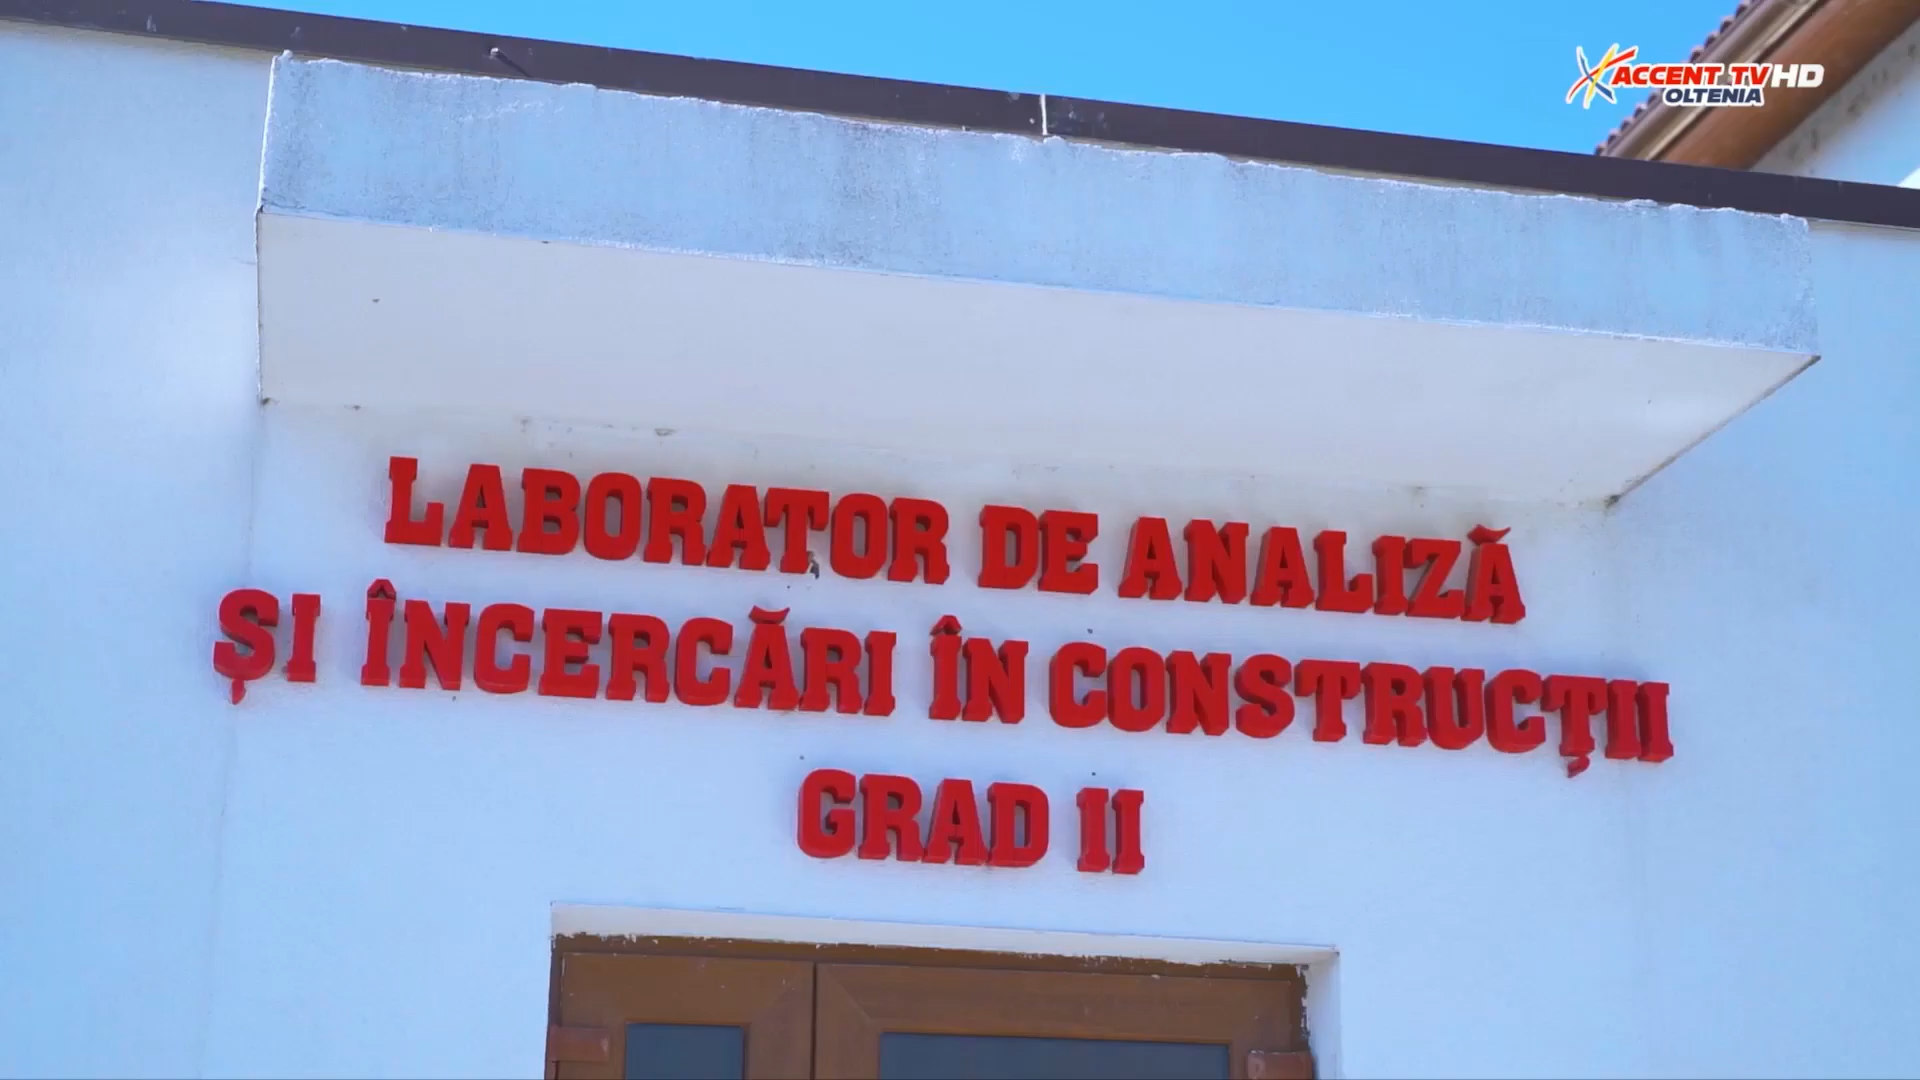 ACCENT TV HD
OLTENIA
LABORATOR DE ANALIZĂ
ȘI ÎNCERCĂRI ÎN CONSTRUCȚII
GRAD II